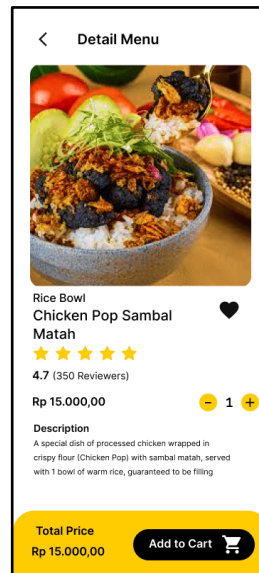 Detail Menu
Rice Bowl
Chicken Pop Sambal
Matah
4.7 (350 Reviewers)
Rp 15.000,00
- 1 +
Description
A special dish of processed chicken wrapped in
crispy flour (Chicken Pop) with sambal matah, served
with 1 bowl of warm rice, guaranteed to be filling
Total Price
Rp 15.000,00
Add to Cart